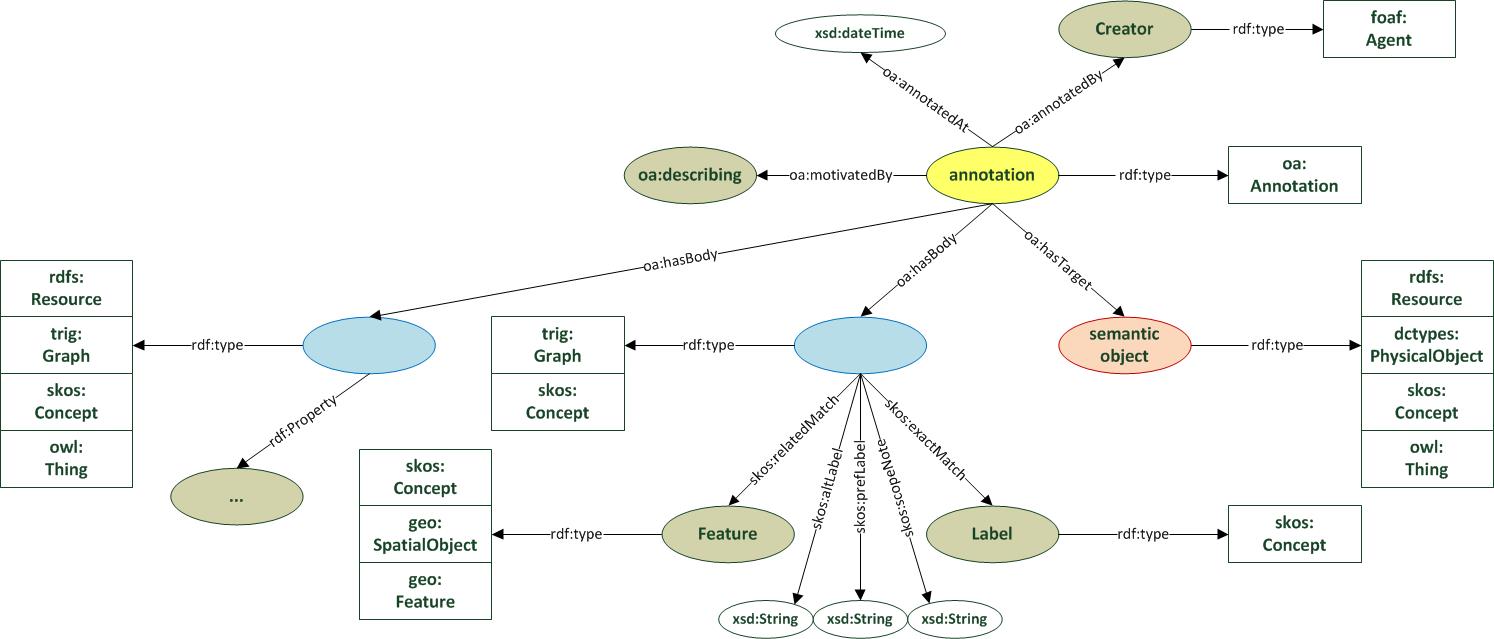 xsd:dateTime
Creator
rdf:type
foaf:
Agent
oa:annotatedAt
oa:annotatedBy
oa:describing
oa:motivatedBy
annotation
rdf:type
oa:
Annotation
oa:hasBody
oa:hasBody
oa:hasTarget
rdfs:
Resource
trig:
Graph
skos:
Concept
owl:
Thing
rdf:type
trig:
Graph
skos:
Concept
rdf:type
semantic
object
rdf:type
rdfs:
Resource
dctypes:
PhysicalObject
skos:
Concept
owl:
Thing
rdf:Property
...
skos:relatedMatch
skos:altLabel
skos:prefLabel
skos:scopeNote
skos:exactMatch
skos:
Concept
geo:
SpatialObject
geo:
Feature
rdf:type
Feature
Label
rdf:type
skos:
Concept
xsd:String
xsd:String
xsd:String